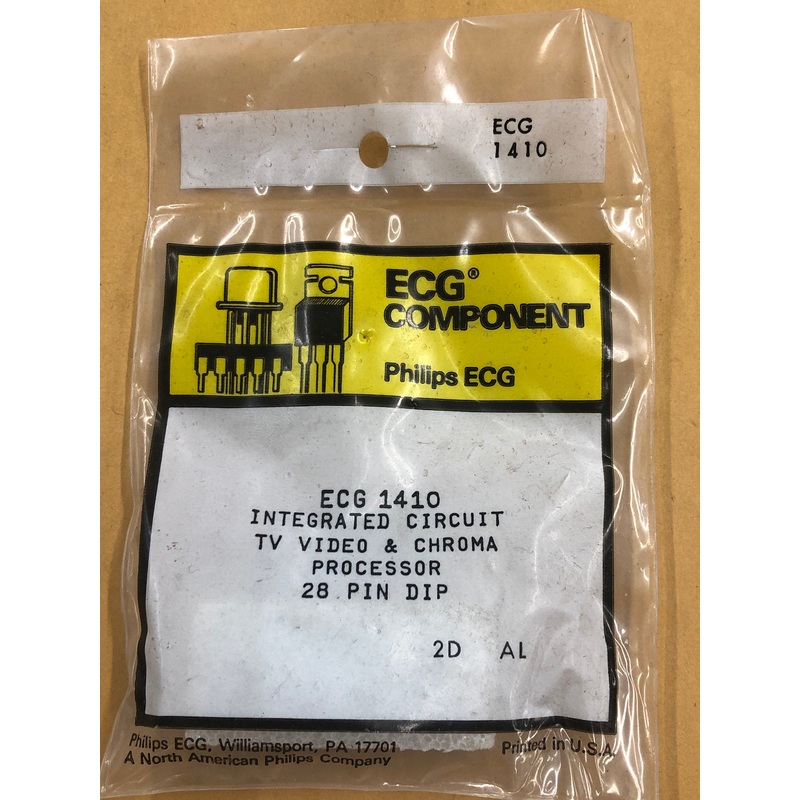 ECG
1410
ECG®
COMPONENT
Philips ECG
ECG 1410
INTEGRATED CIRCUIT
TV VIDEO & CHROMA
PROCESSOR
28 PIN DIP
2D AL
Philips ECG, Williamsport, PA 17701
A North American Philips Company
Printed in U.S.A.